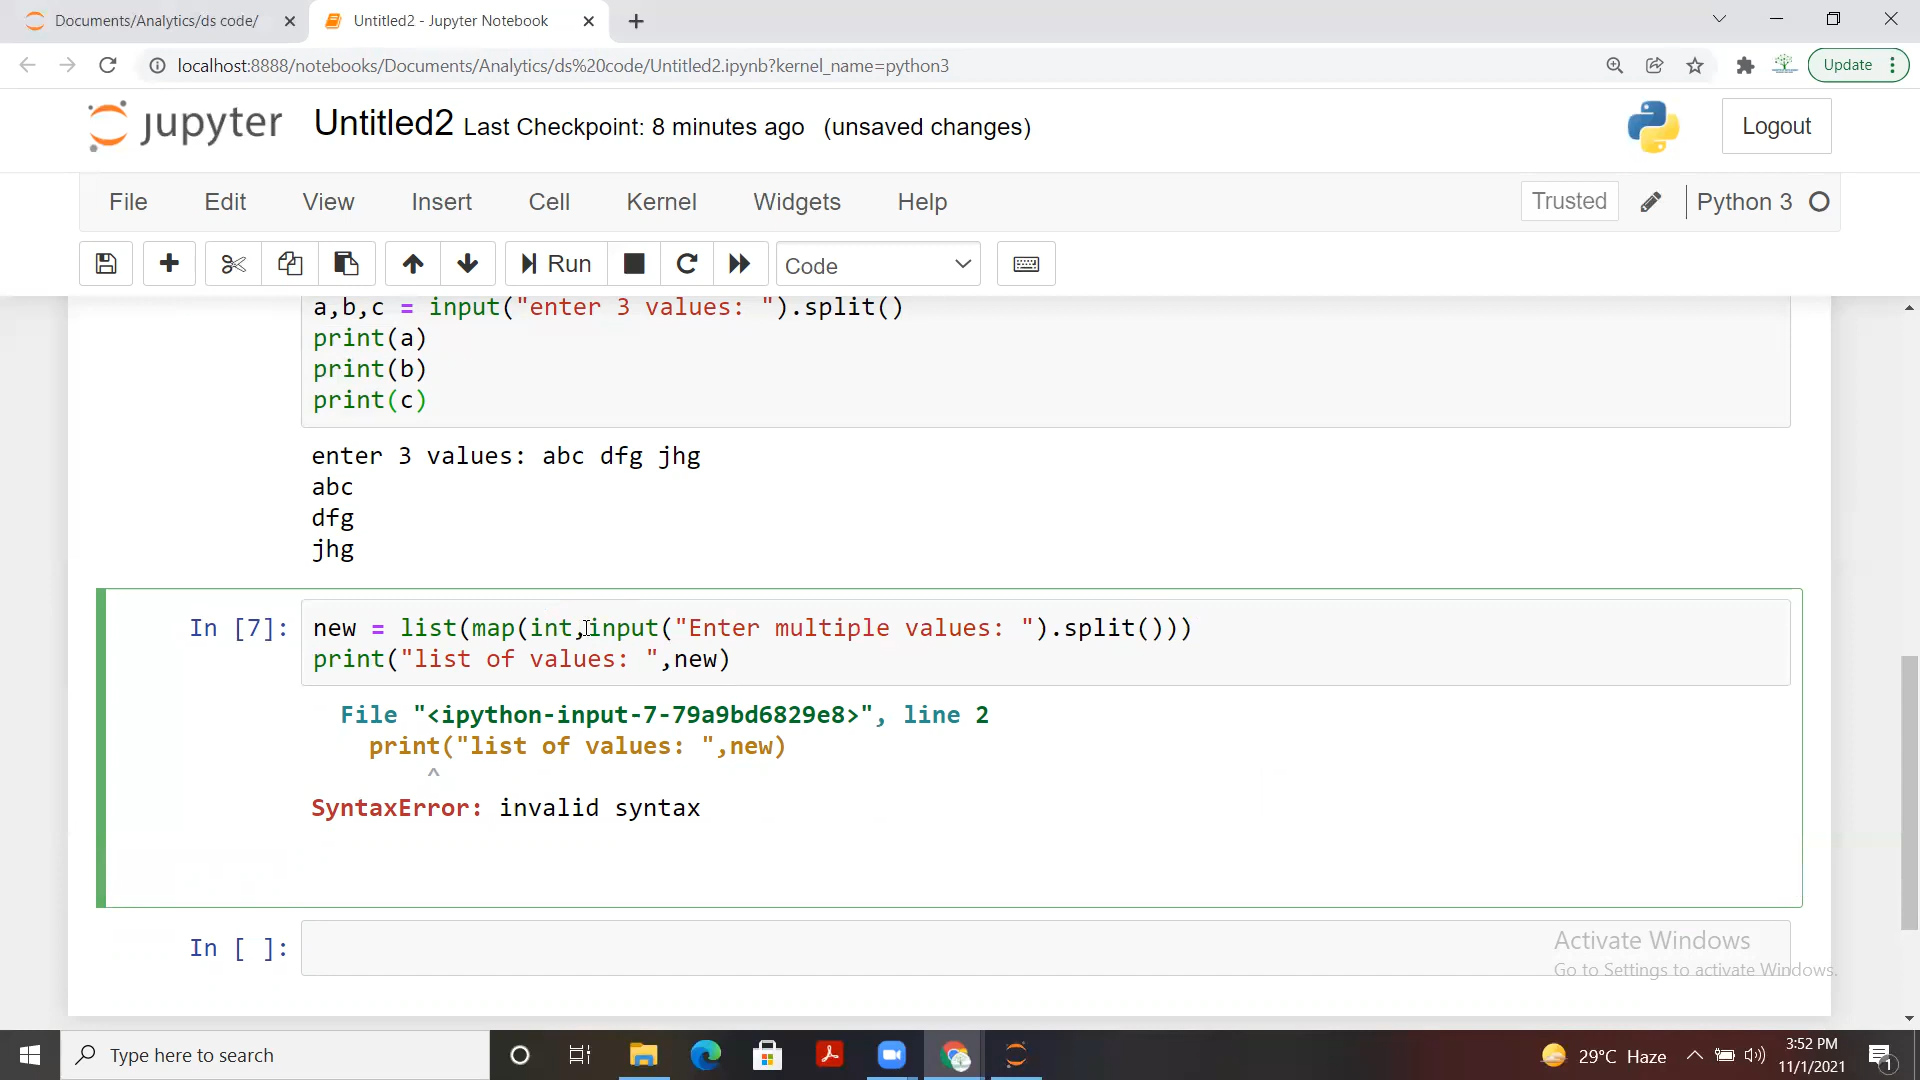 Documents/Analytics/ds code/
Untitled2 - Jupyter Notebook
localhost:8888/notebooks/Documents/Analytics/ds%20code/Untitled2.ipynb?kernel_name=python3
Update
jupyter Untitled2 Last Checkpoint: 8 minutes ago (unsaved changes)
Logout
File Edit View Insert Cell Kernel Widgets Help
Trusted
Python 3
Run
Code
a,b,c = input("enter 3 values: ").split()
print(a)
print(b)
print(c)
enter 3 values: abc dfg jhg
abc
dfg
jhg
In [7]:
new = list(map(int,input("Enter multiple values: ").split()))
print("list of values: ",new)
File "<ipython-input-7-79a9bd6829e8>", line 2
print("list of values: ",new)
^
SyntaxError: invalid syntax
In [ ]:
Activate Windows
Go to Settings to activate Windows.
Type here to search
29°C Haze
3:52 PM
11/1/2021
1